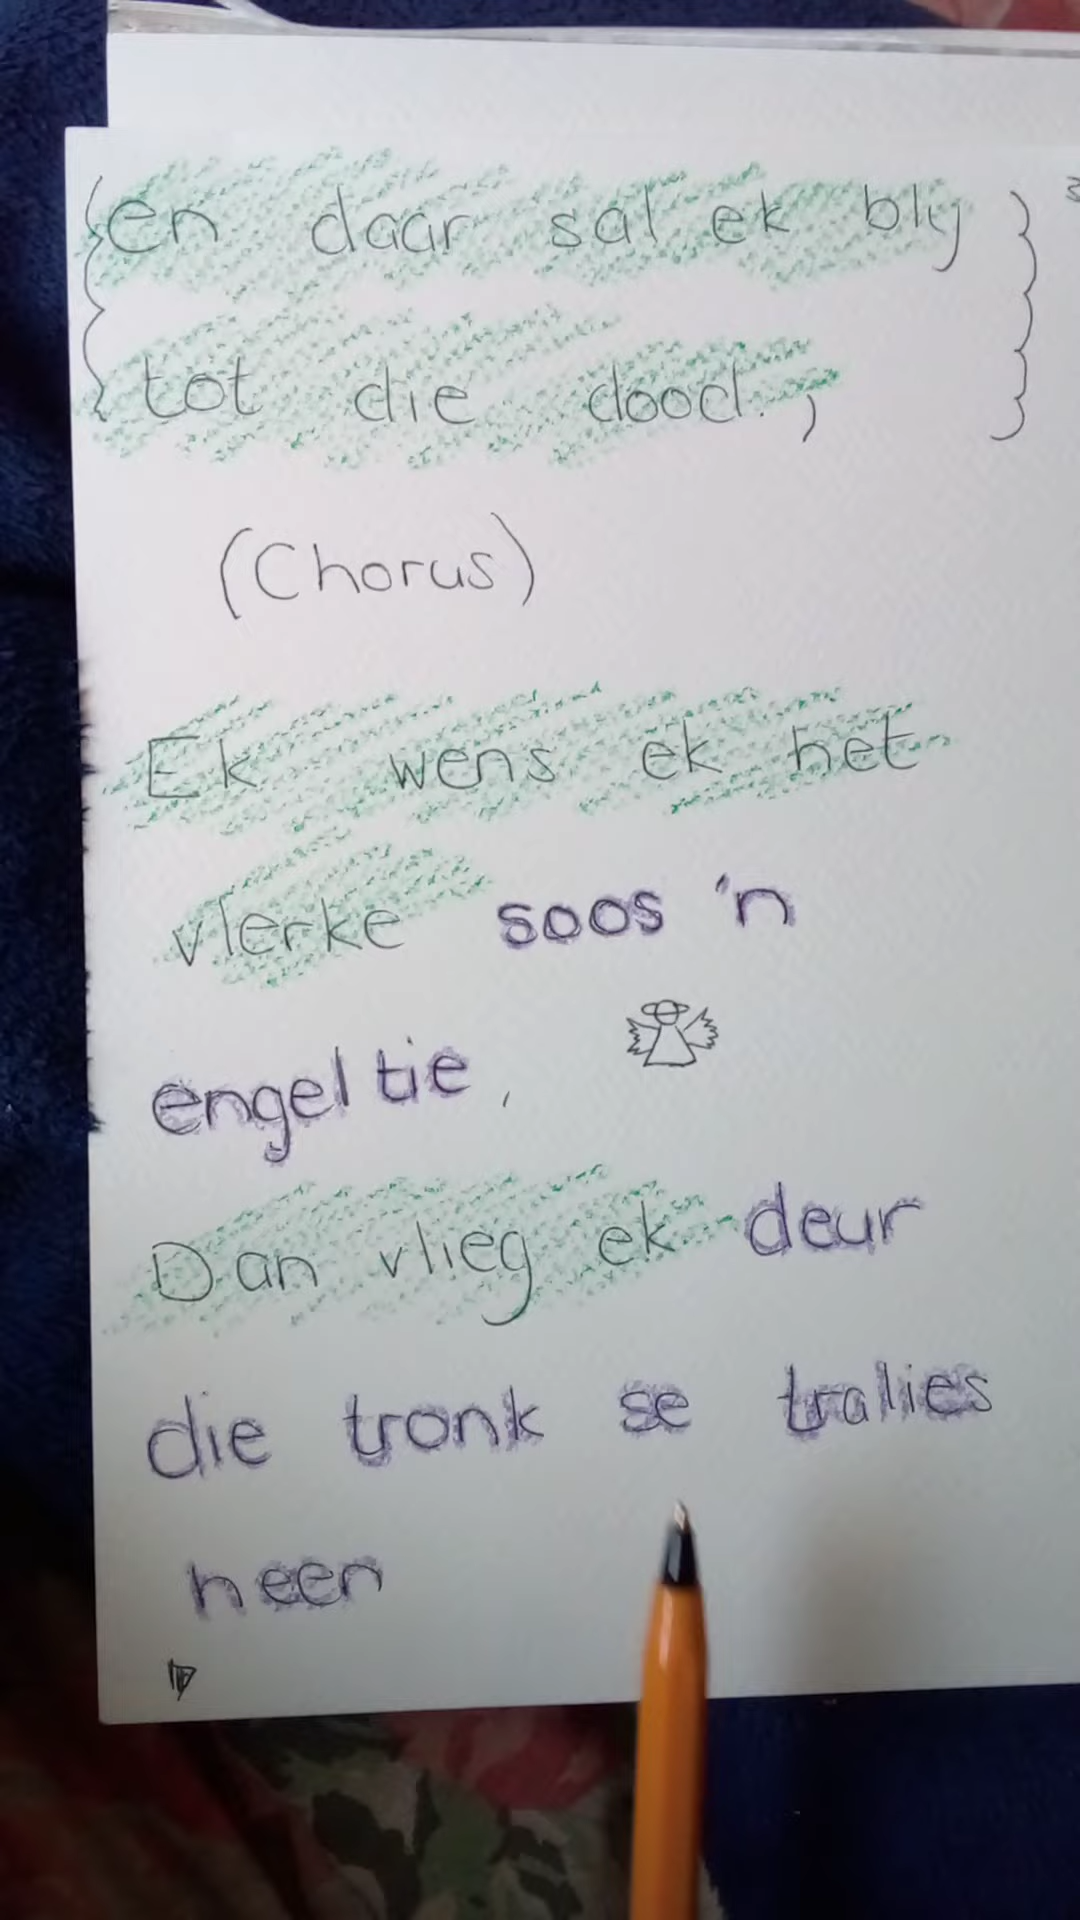 en daar sal ek bly
tot die dood.,
(Chorus)
Ek wens ek het
vlerke soos 'n
engeltie,
Dan vlieg ek deur
die tronk se tralies
heen